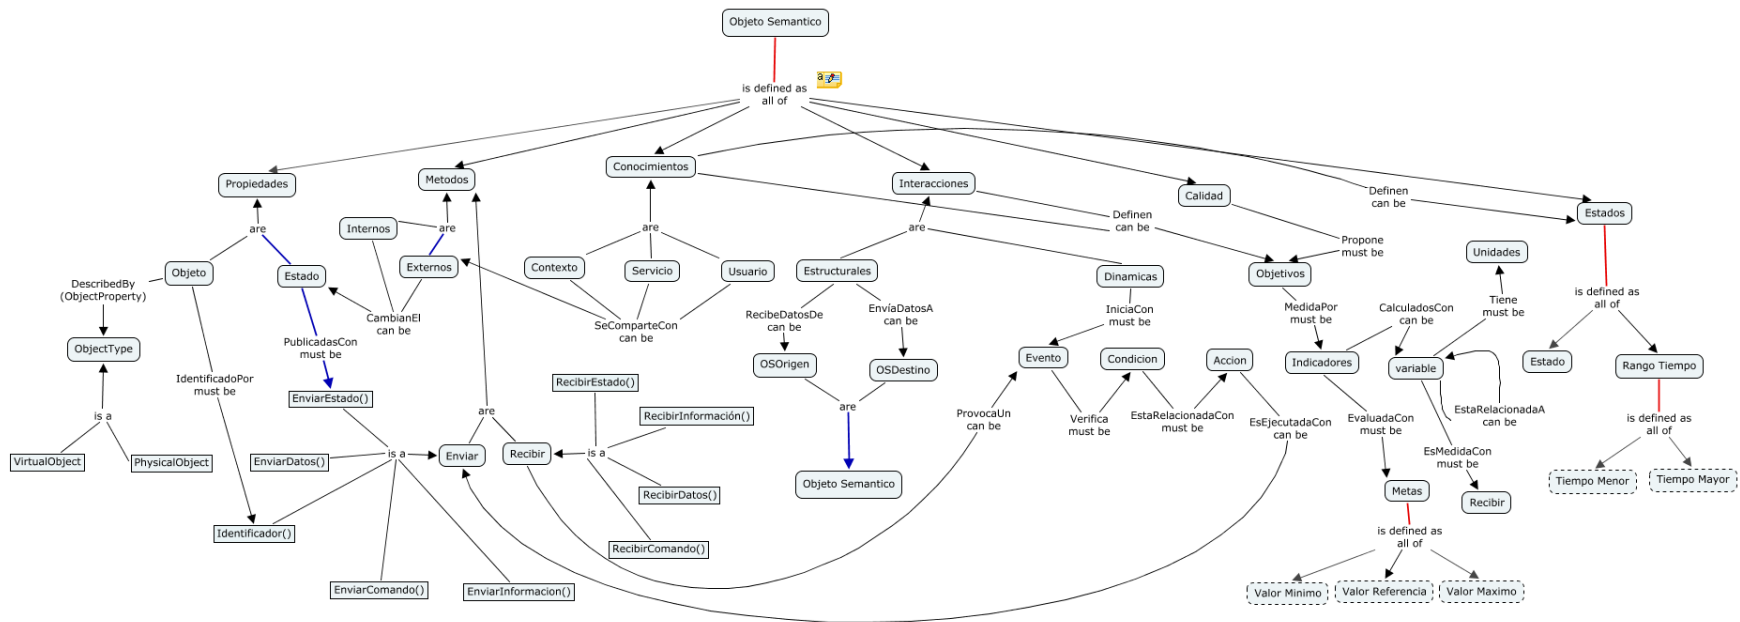 Objeto Semantico
a
is defined as
all of
Propiedades
Metodos
Conocimientos
Interacciones
Calidad
Definen
can be
Estados
are
Internos
are
are
are
Definen
can be
Propone
must be
Objeto
Estado
Externos
Contexto
Servicio
Usuario
Estructurales
Dinamicas
Objetivos
Unidades
DescribedBy
(ObjectProperty)
CambianEl
can be
SeComparteCon
can be
RecibeDatosDe
can be
EnvíaDatosA
can be
IniciaCon
must be
MedidaPor
must be
CalculadosCon
can be
Tiene
must be
is defined as
all of
ObjectType
PublicadasCon
must be
OSOrigen
OSDestino
Evento
Condicion
Accion
Indicadores
variable
Estado
Rango Tiempo
IdentificadoPor
must be
EnviarEstado()
RecibirEstado()
RecibirInformación()
is a
are
are
ProvocaUn
can be
Verifica
must be
EstaRelacionadaCon
must be
EsEjecutadaCon
can be
EvaluadaCon
must be
EstaRelacionadaA
can be
is defined as
all of
VirtualObject
PhysicalObject
EnviarDatos()
is a
Enviar
Recibir
is a
EsMedidaCon
must be
Objeto Semantico
RecibirDatos()
Metas
Recibir
Tiempo Menor
Tiempo Mayor
Identificador()
RecibirComando()
is defined as
all of
EnviarComando()
EnviarInformacion()
Valor Minimo
Valor Referencia
Valor Maximo